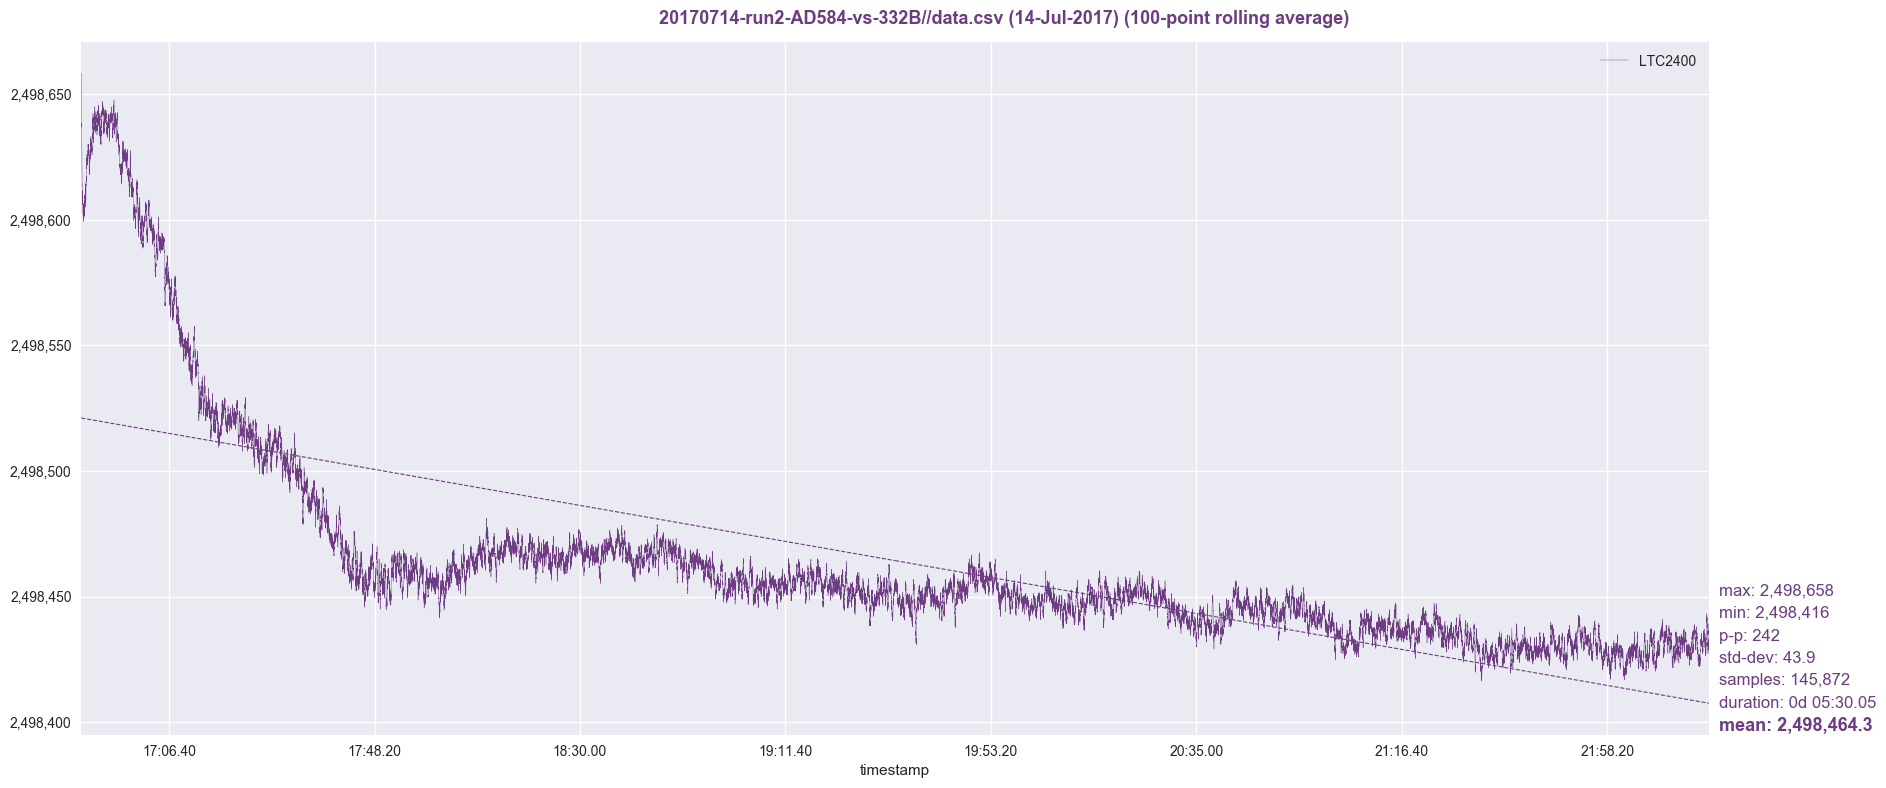 20170714-run2-AD584-vs-332B//data.csv (14-Jul-2017) (100-point rolling average)
LTC2400
2,498,650
2,498,600
2,498,550
2,498,500
2,498,450
2,498,400
max: 2,498,658
min: 2,498,416
p-p: 242
std-dev: 43.9
samples: 145,872
duration: 0d 05:30.05
mean: 2,498,464.3
17:06.40 17:48.20 18:30.00 19:11.40 19:53.20 20:35.00 21:16.40 21:58.20
timestamp